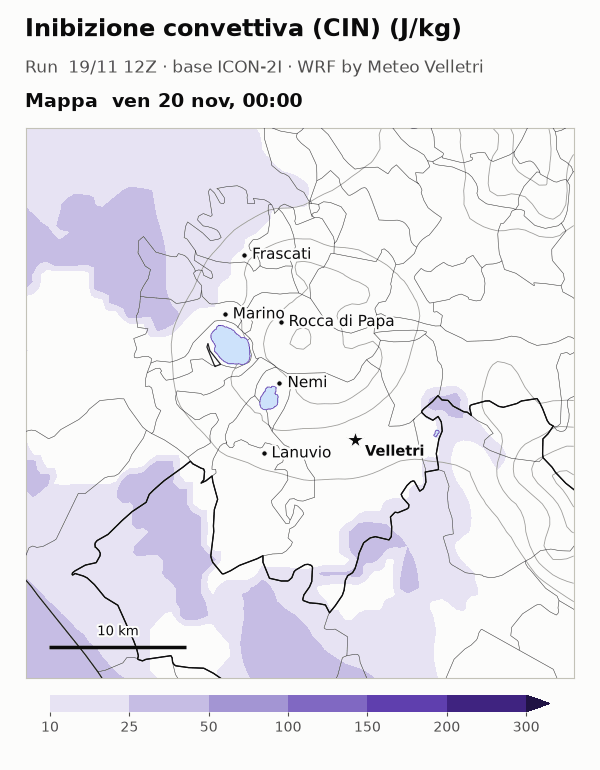 Inibizione convettiva (CIN) (J/kg)
Run  19/11 12Z · base ICON-2I · WRF by Meteo Velletri
Mappa  ven 20 nov, 00:00
Frascati
Marino
Rocca di Papa
Nemi
Velletri
Lanuvio
10 km
10 25 50 100 150 200 300